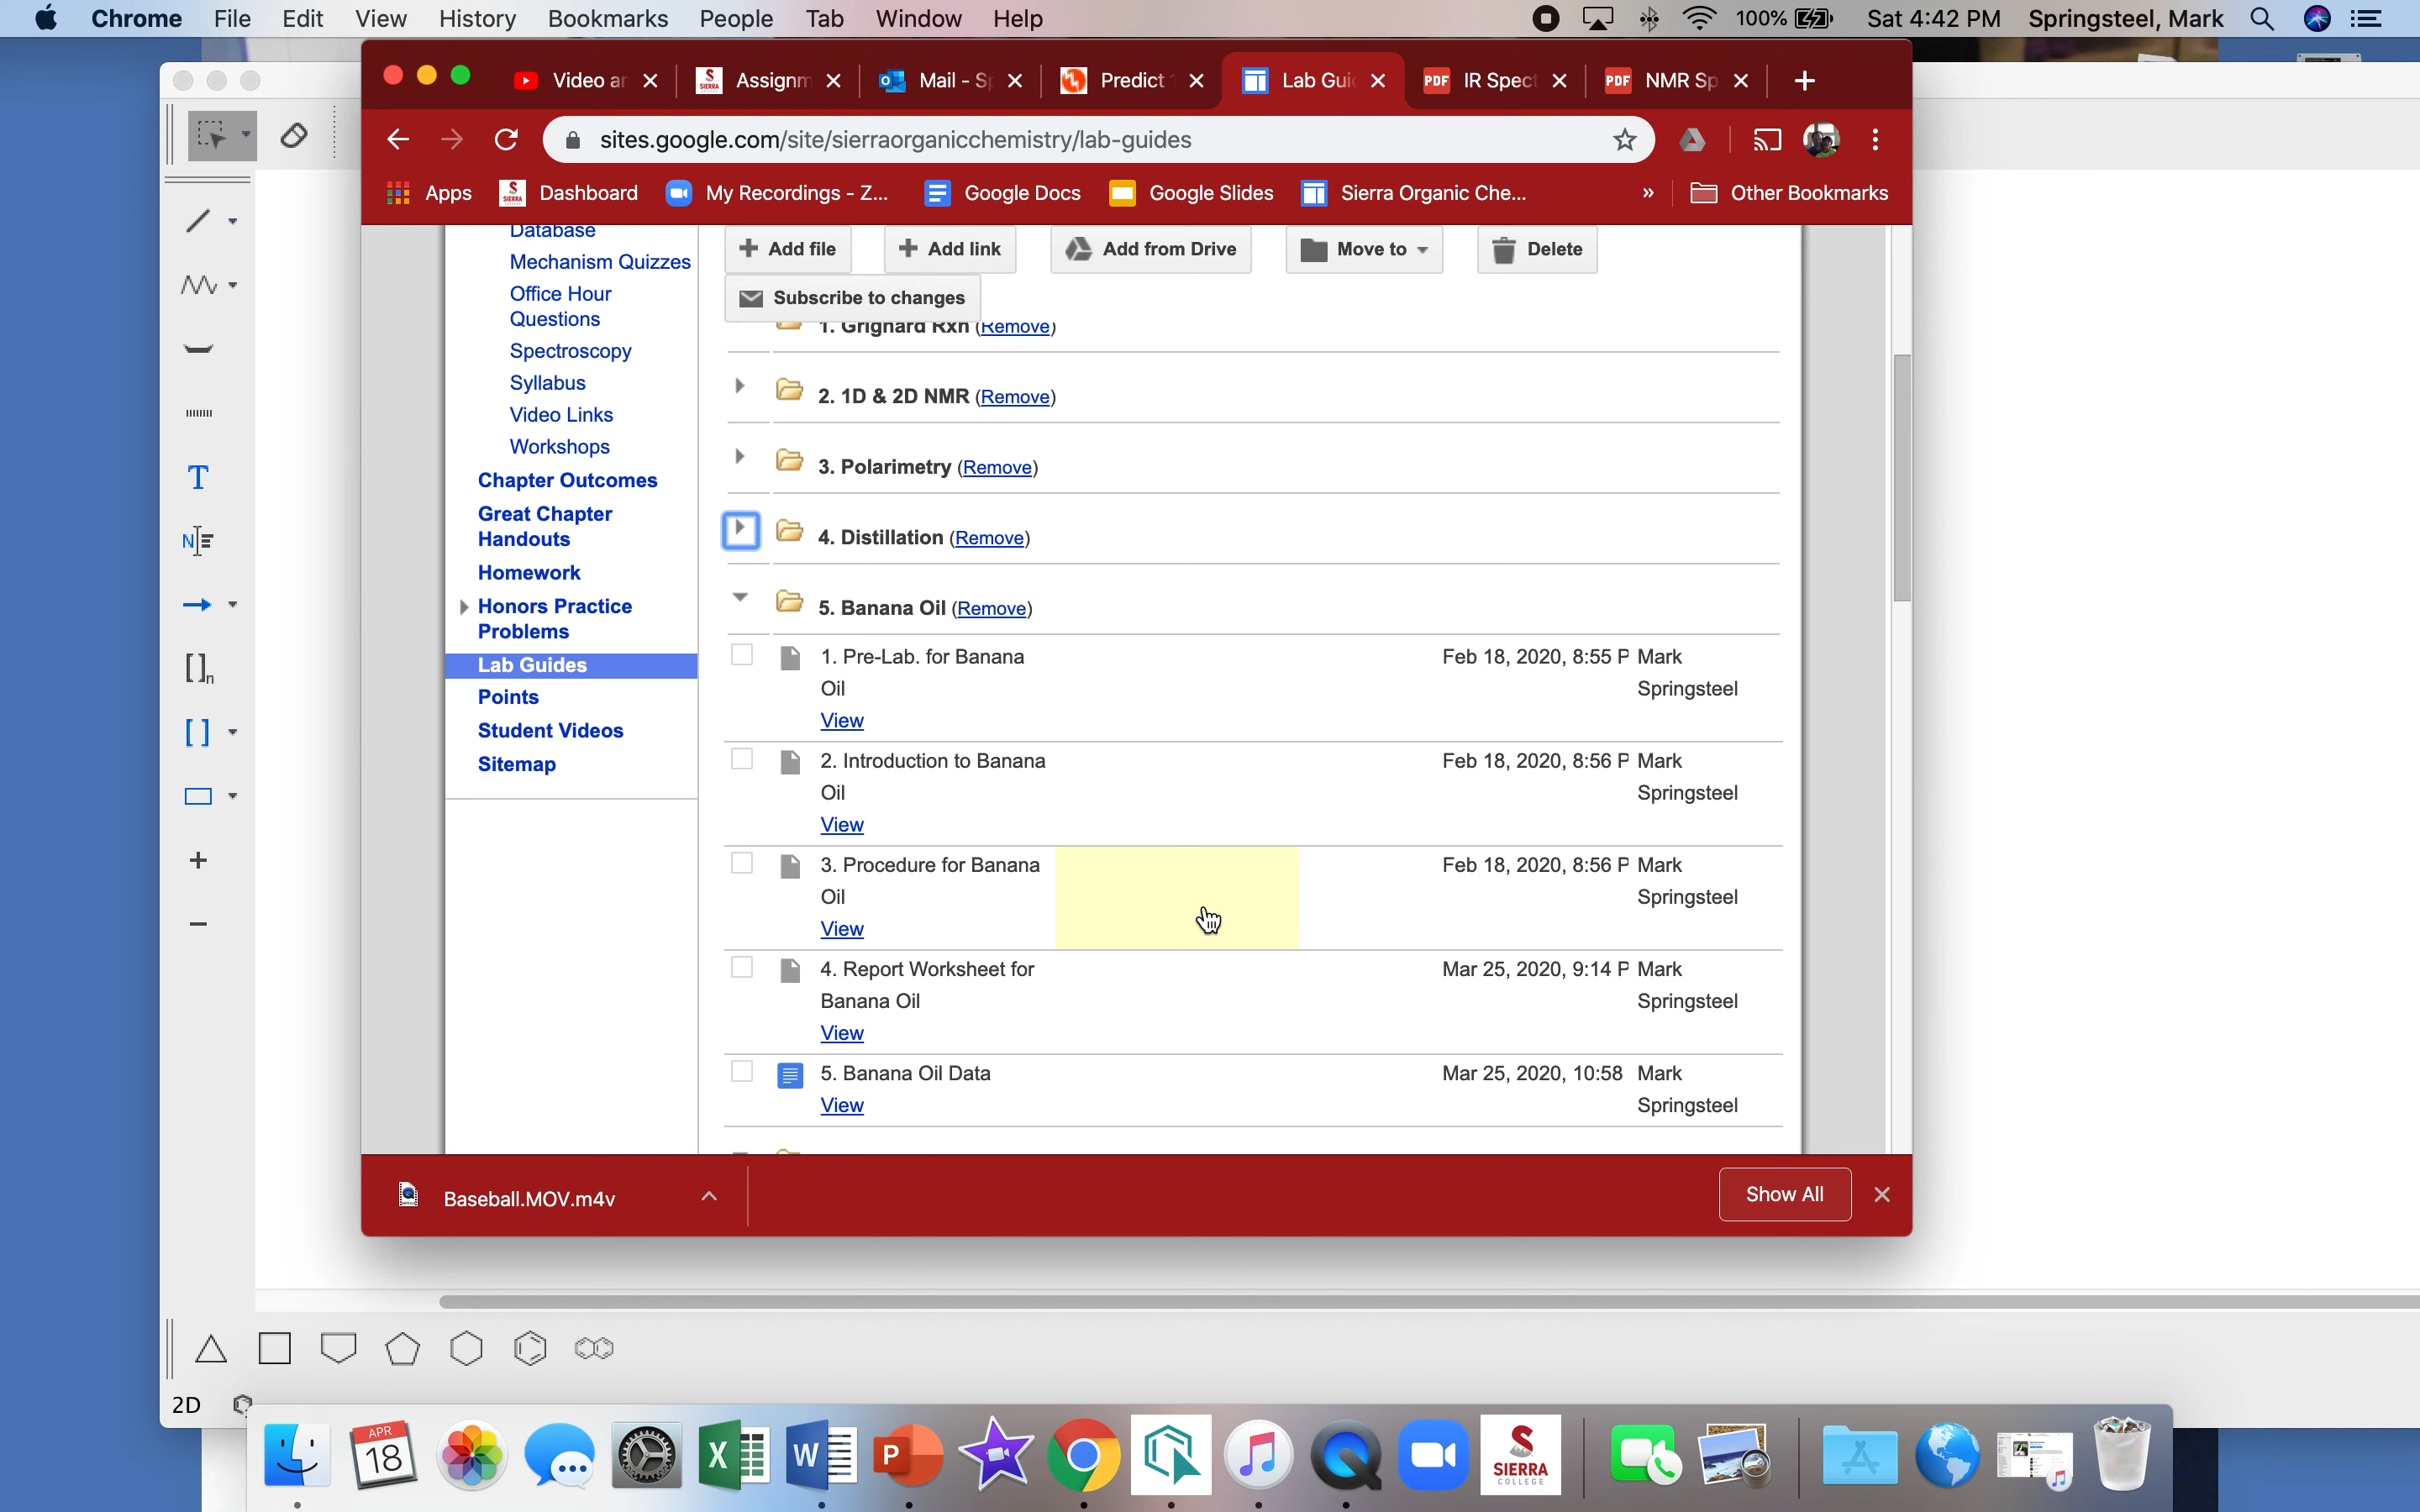 Chrome File Edit View History Bookmarks People Tab Window Help 100% Sat 4:42 PM Springsteel, Mark
Video ar Assignm Mail - S Predict Lab Gui PDF IR Spect PDF NMR Sp
sites.google.com/site/sierraorganicchemistry/lab-guides
Apps Dashboard My Recordings - Z... Google Docs Google Slides Sierra Organic Che... » Other Bookmarks
Database
Mechanism Quizzes
Office Hour
Questions
Spectroscopy
Syllabus
Video Links
Workshops
Chapter Outcomes
Great Chapter
Handouts
Homework
Honors Practice
Problems
Lab Guides
Points
Student Videos
Sitemap
Add file Add link Add from Drive Move to Delete
Subscribe to changes
1. Grignard Rxn (Remove)
2. 1D & 2D NMR (Remove)
3. Polarimetry (Remove)
4. Distillation (Remove)
5. Banana Oil (Remove)
1. Pre-Lab. for Banana Feb 18, 2020, 8:55 P Mark
Oil Springsteel
View
2. Introduction to Banana Feb 18, 2020, 8:56 P Mark
Oil Springsteel
View
3. Procedure for Banana Feb 18, 2020, 8:56 P Mark
Oil Springsteel
View
4. Report Worksheet for Mar 25, 2020, 9:14 P Mark
Banana Oil Springsteel
View
5. Banana Oil Data Mar 25, 2020, 10:58 Mark
View Springsteel
Baseball.MOV.m4v Show All
T
N
[ ]n
[ ]
2D
APR
18
X
W
P
S
SIERRA
COLLEGE